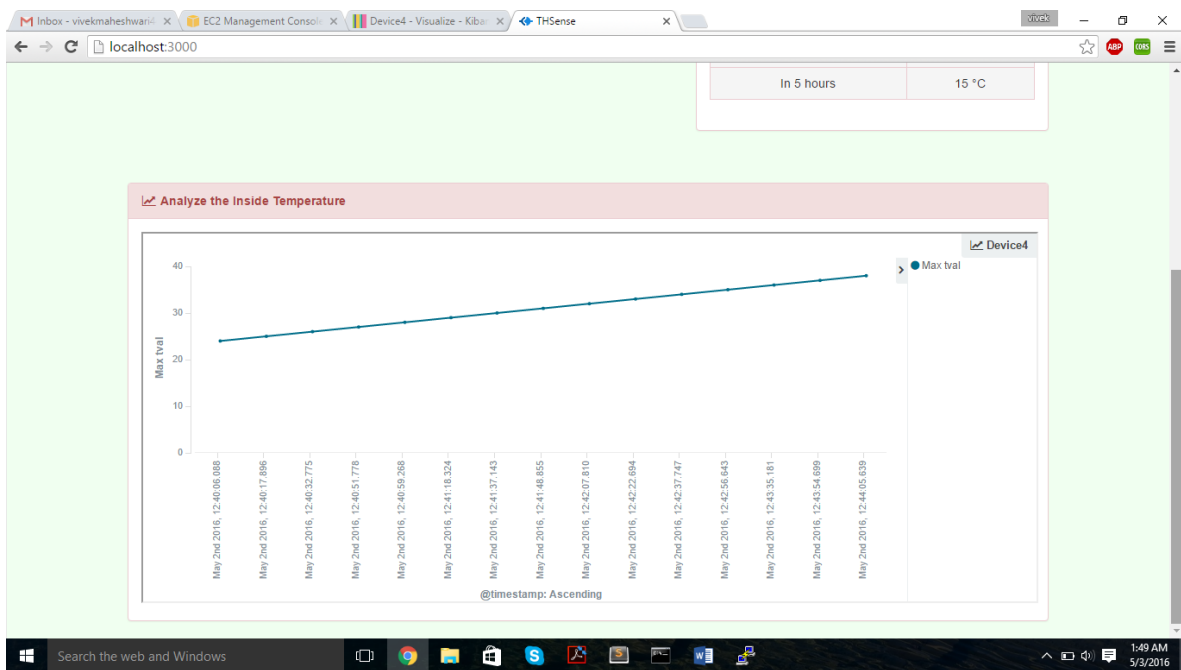 Inbox - vivekmaheshwari4
EC2 Management Console
Device4 - Visualize - Kiban
THSense
vivek
localhost:3000
ABP
CORS
In 5 hours 15 °C
Analyze the Inside Temperature
Device4
Max tval
40
30
20
10
0
Max tval
May 2nd 2016, 12:40:06.088
May 2nd 2016, 12:40:17.896
May 2nd 2016, 12:40:32.775
May 2nd 2016, 12:40:51.778
May 2nd 2016, 12:40:59.268
May 2nd 2016, 12:41:18.324
May 2nd 2016, 12:41:37.143
May 2nd 2016, 12:41:48.855
May 2nd 2016, 12:42:07.810
May 2nd 2016, 12:42:22.694
May 2nd 2016, 12:42:37.747
May 2nd 2016, 12:42:56.643
May 2nd 2016, 12:43:35.181
May 2nd 2016, 12:43:54.699
May 2nd 2016, 12:44:05.639
@timestamp: Ascending
Search the web and Windows
1:49 AM
5/3/2016